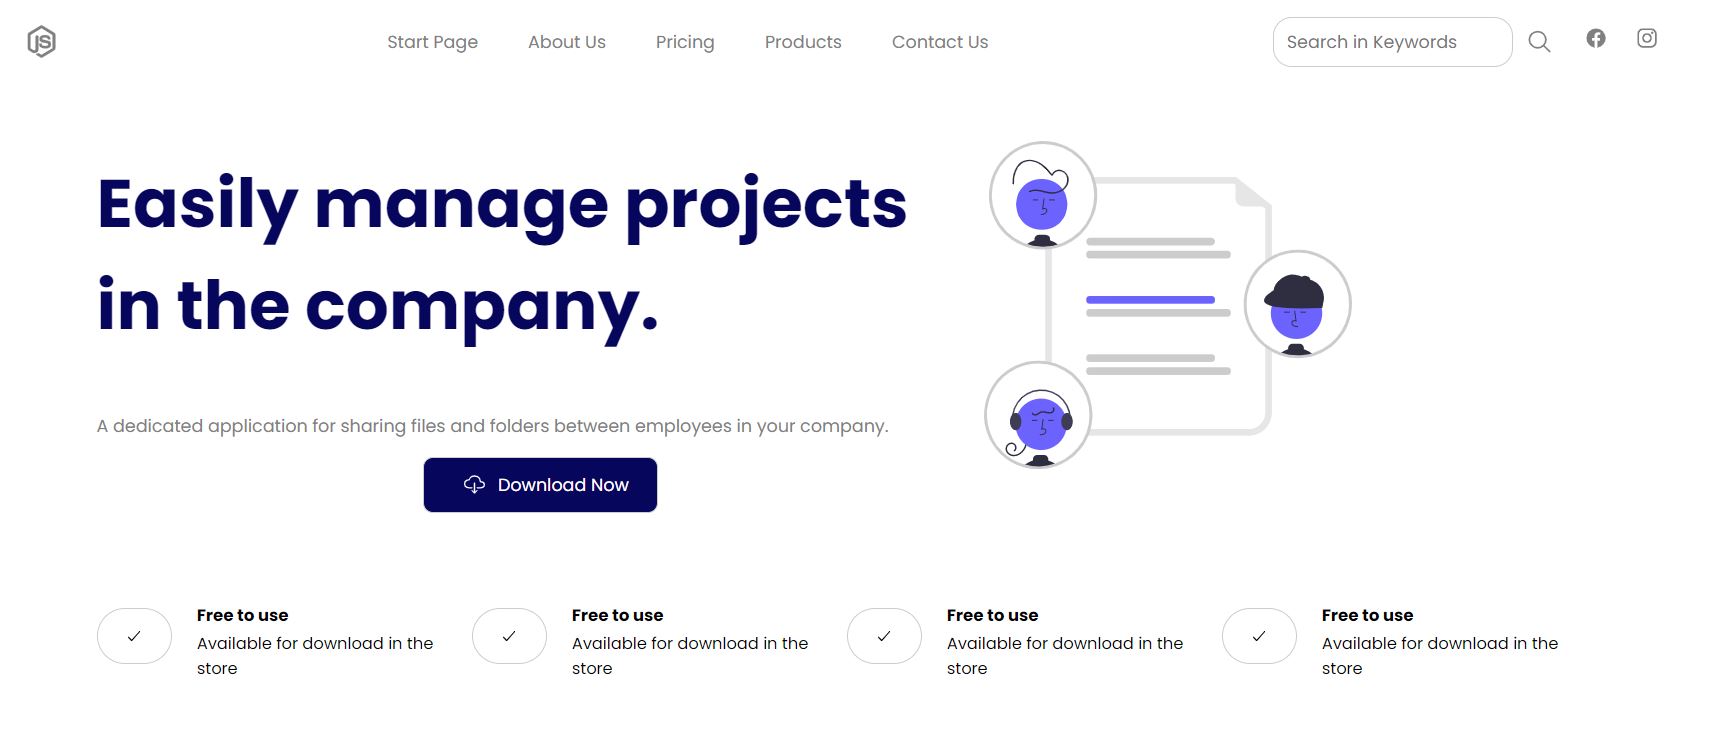 JS
Start Page
About Us
Pricing
Products
Contact Us
Search in Keywords
Easily manage projects
in the company.
A dedicated application for sharing files and folders between employees in your company.
Download Now
Free to use
Available for download in the
store
Free to use
Available for download in the
store
Free to use
Available for download in the
store
Free to use
Available for download in the
store